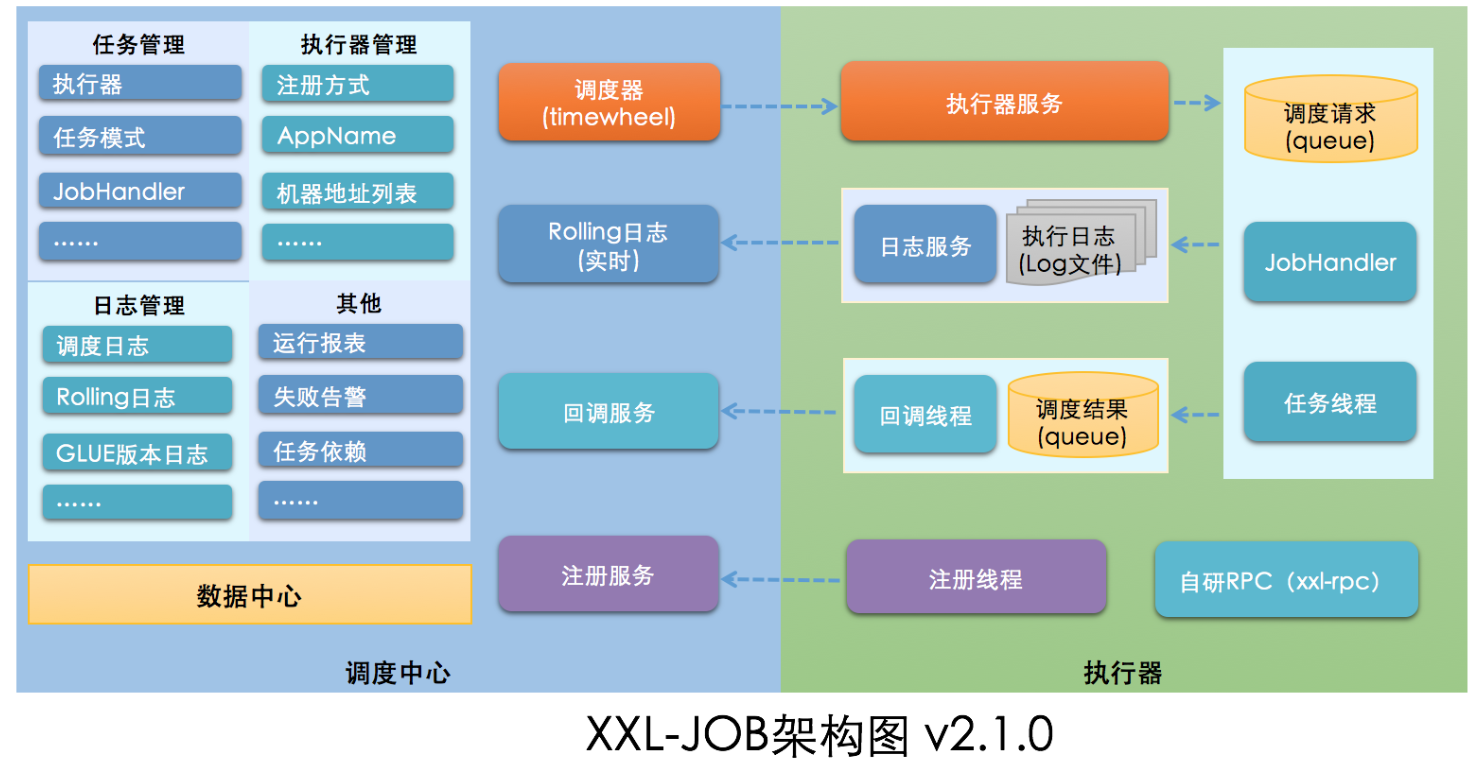 任务管理
执行器
任务模式
JobHandler
……
执行器管理
注册方式
AppName
机器地址列表
……
日志管理
调度日志
Rolling日志
GLUE版本日志
……
其他
运行报表
失败告警
任务依赖
……
数据中心
调度器
(timewheel)
Rolling日志
(实时)
回调服务
注册服务
调度中心
执行器服务
日志服务
执行日志
(Log文件)
回调线程
调度结果
(queue)
注册线程
调度请求
(queue)
JobHandler
任务线程
自研RPC（xxl-rpc）
执行器
XXL-JOB架构图 v2.1.0